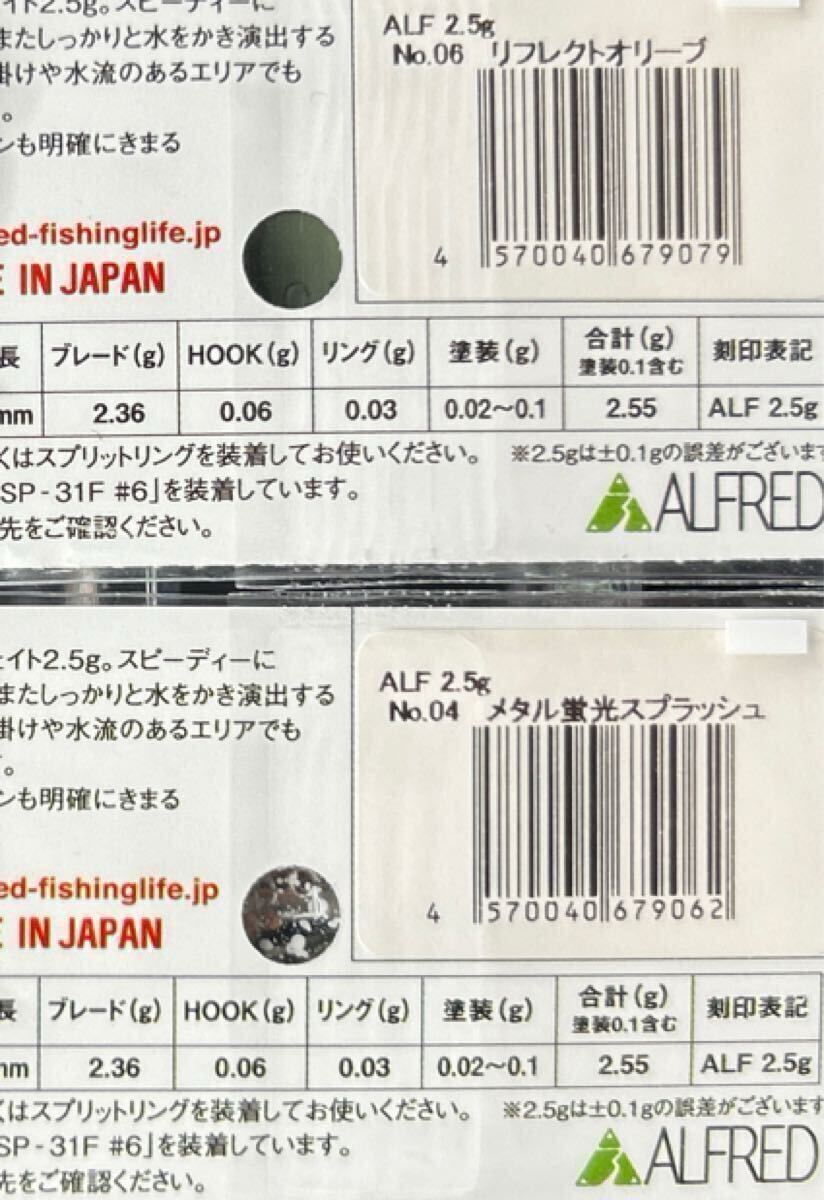 イト2.5g。スピーディーに
またしっかりと水をかき演出する
掛けや水流のあるエリアでも
。
ンも明確にきまる
ed-fishinglife.jp
E IN JAPAN
ALF 2.5g
No.06 リフレクトオリーブ
4 570040 679079
長 ブレード(g) HOOK(g) リング(g) 塗装(g) 合計(g) 塗装0.1含む 刻印表記
mm 2.36 0.06 0.03 0.02～0.1 2.55 ALF 2.5g
くはスプリットリングを装着してお使いください。 ※2.5gは±0.1gの誤差がございます
SP-31F #6」を装着しています。
先をご確認ください。
ALFRED
ェイト2.5g。スピーディーに
またしっかりと水をかき演出する
掛けや水流のあるエリアでも
す。
ンも明確にきまる
ed-fishinglife.jp
E IN JAPAN
ALF 2.5g
No.04 メタル蛍光スプラッシュ
4 570040 679062
長 ブレード(g) HOOK(g) リング(g) 塗装(g) 合計(g) 塗装0.1含む 刻印表記
mm 2.36 0.06 0.03 0.02～0.1 2.55 ALF 2.5g
くはスプリットリングを装着してお使いください。 ※2.5gは±0.1gの誤差がございます
SP-31F #6」を装着しています。
先をご確認ください。
ALFRED